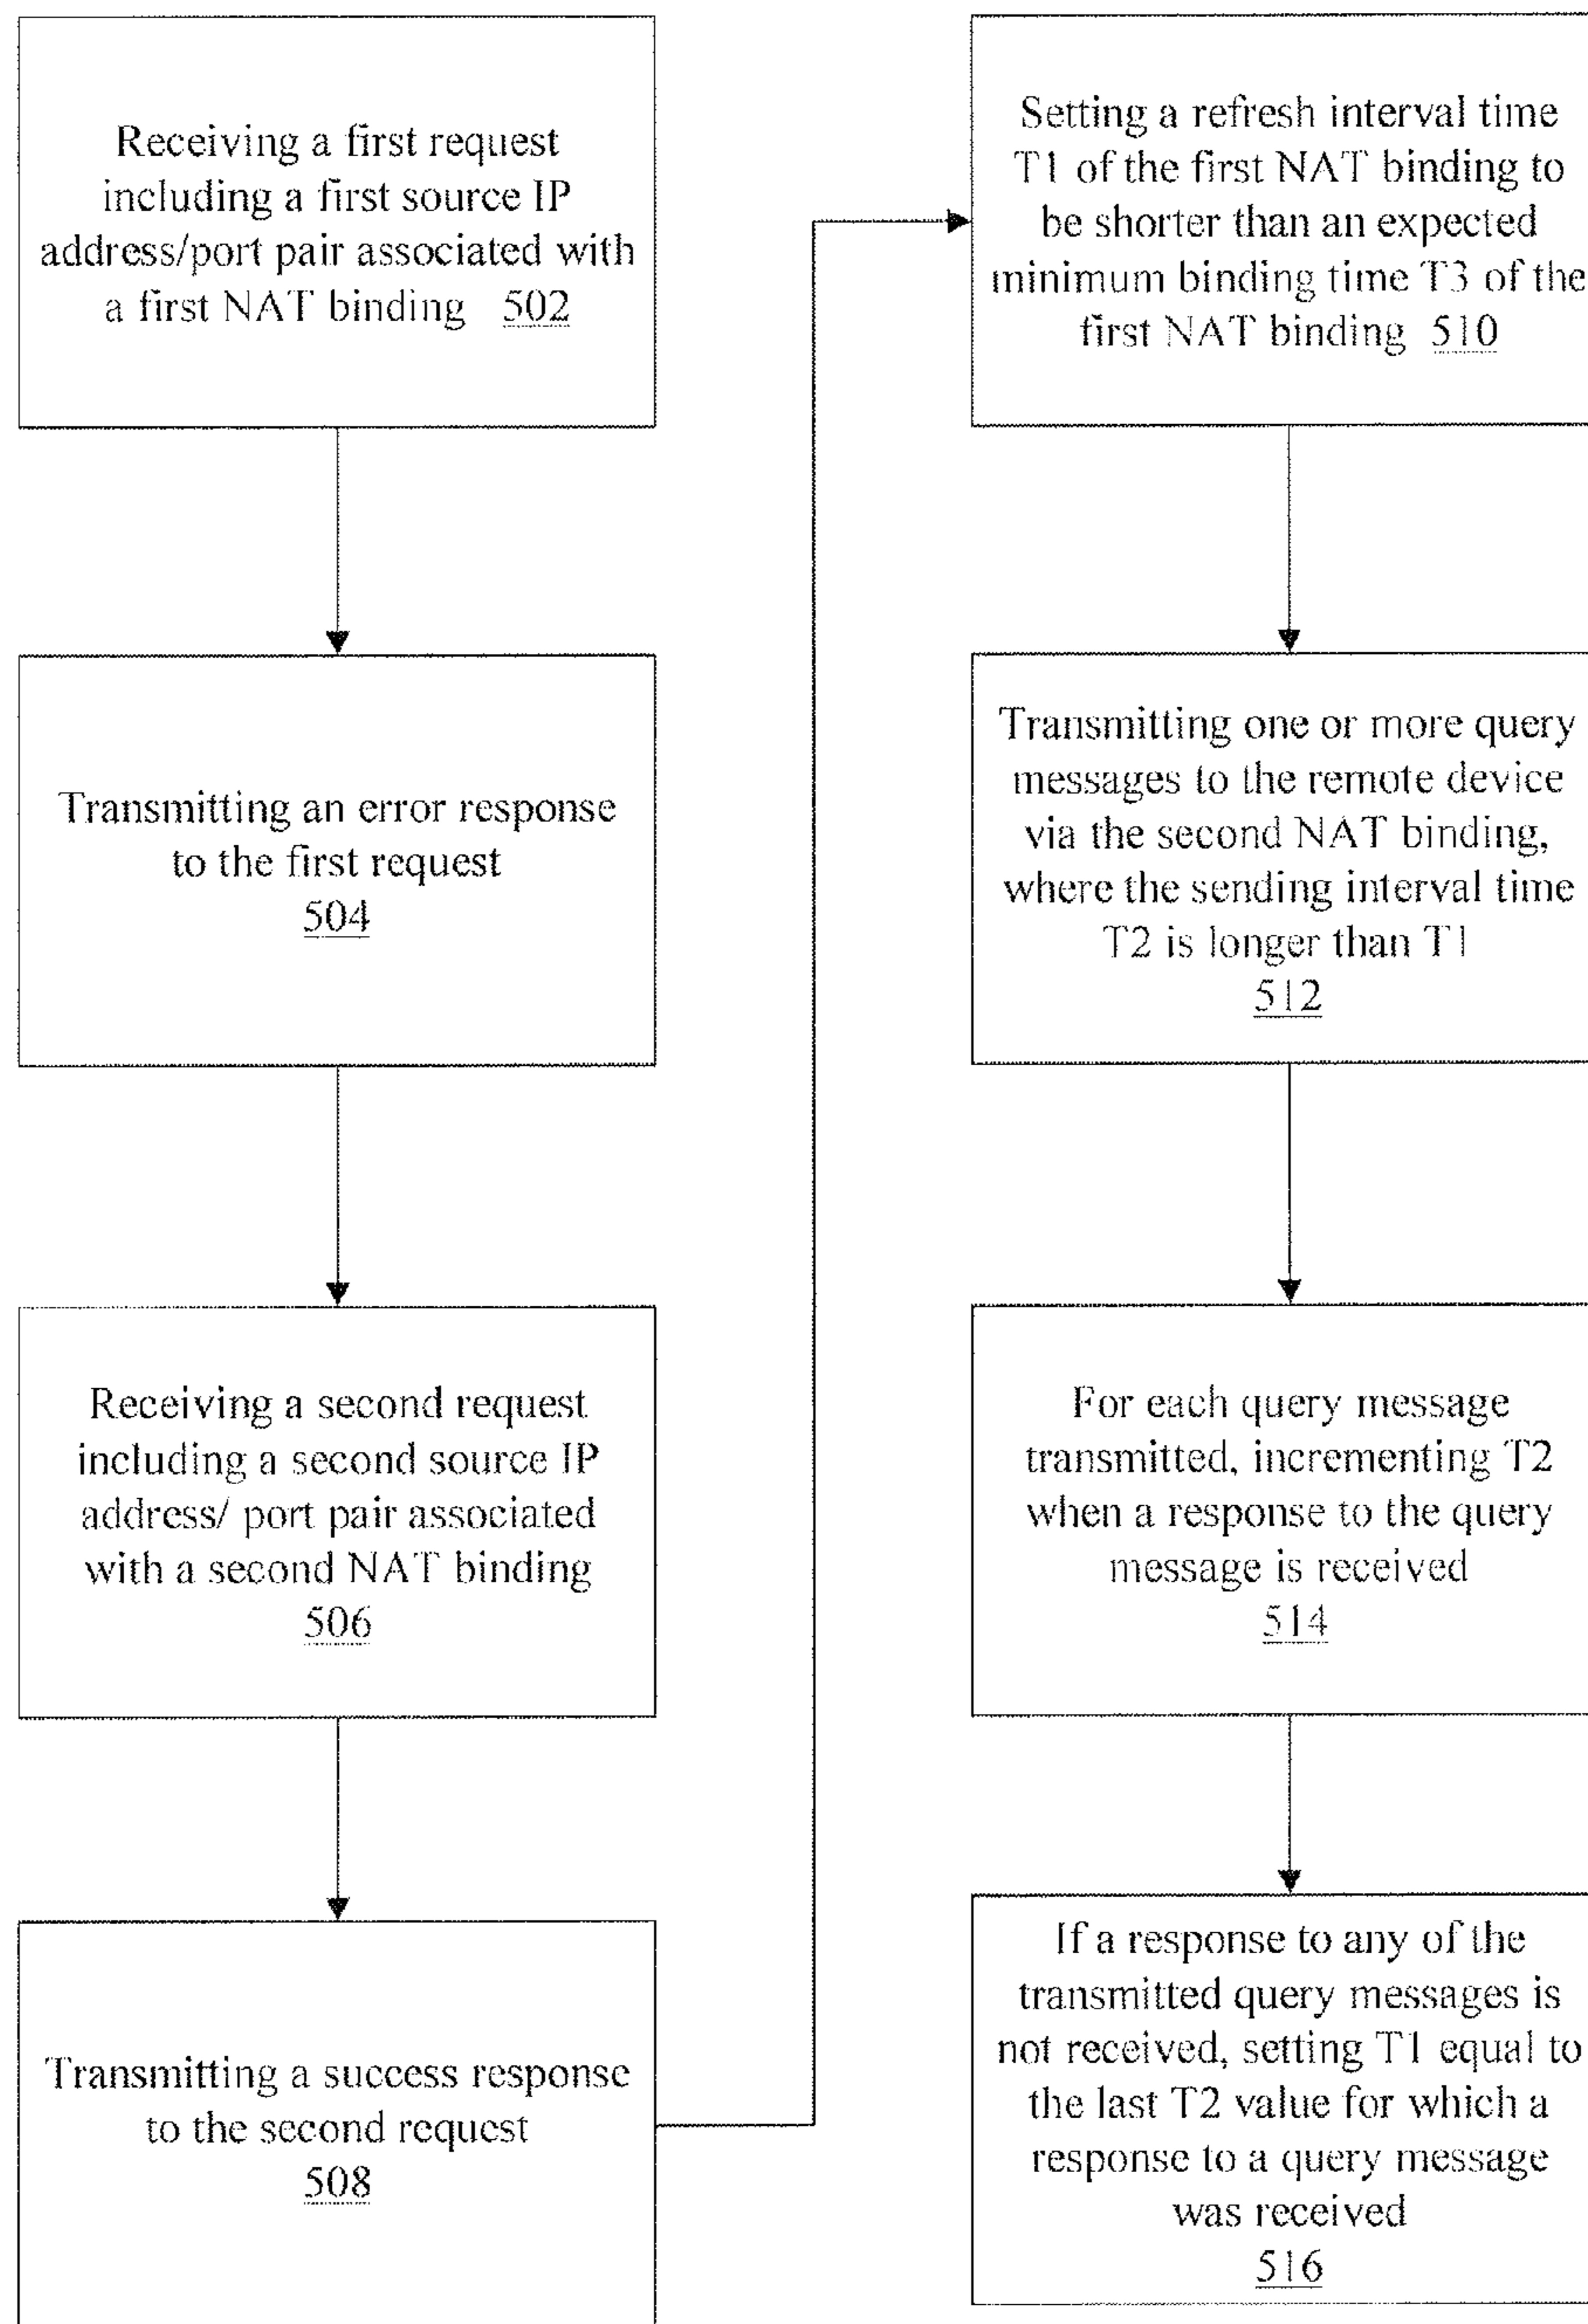 Receiving a first request
including a first source IP
address/port pair associated with
a first NAT binding 502
Transmitting an error response
to the first request
504
Receiving a second request
including a second source IP
address/ port pair associated
with a second NAT binding
506
Transmitting a success response
to the second request
508
Setting a refresh interval time
T1 of the first NAT binding to
be shorter than an expected
minimum binding time T3 of the
first NAT binding 510
Transmitting one or more query
messages to the remote device
via the second NAT binding,
where the sending interval time
T2 is longer than T1
512
For each query message
transmitted, incrementing T2
when a response to the query
message is received
514
If a response to any of the
transmitted query messages is
not received, setting T1 equal to
the last T2 value for which a
response to a query message
was received
516